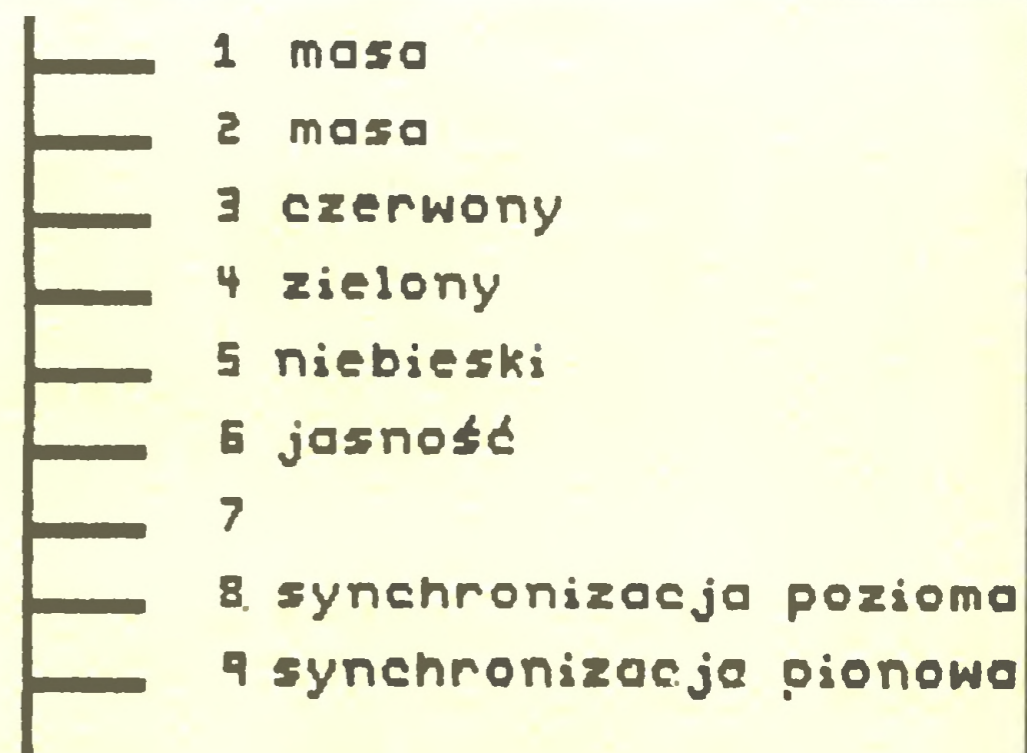 1 masa
2 masa
3 czerwony
4 zielony
5 niebieski
6 jasność
7
8 synchronizacja pozioma
9 synchronizacja pionowa